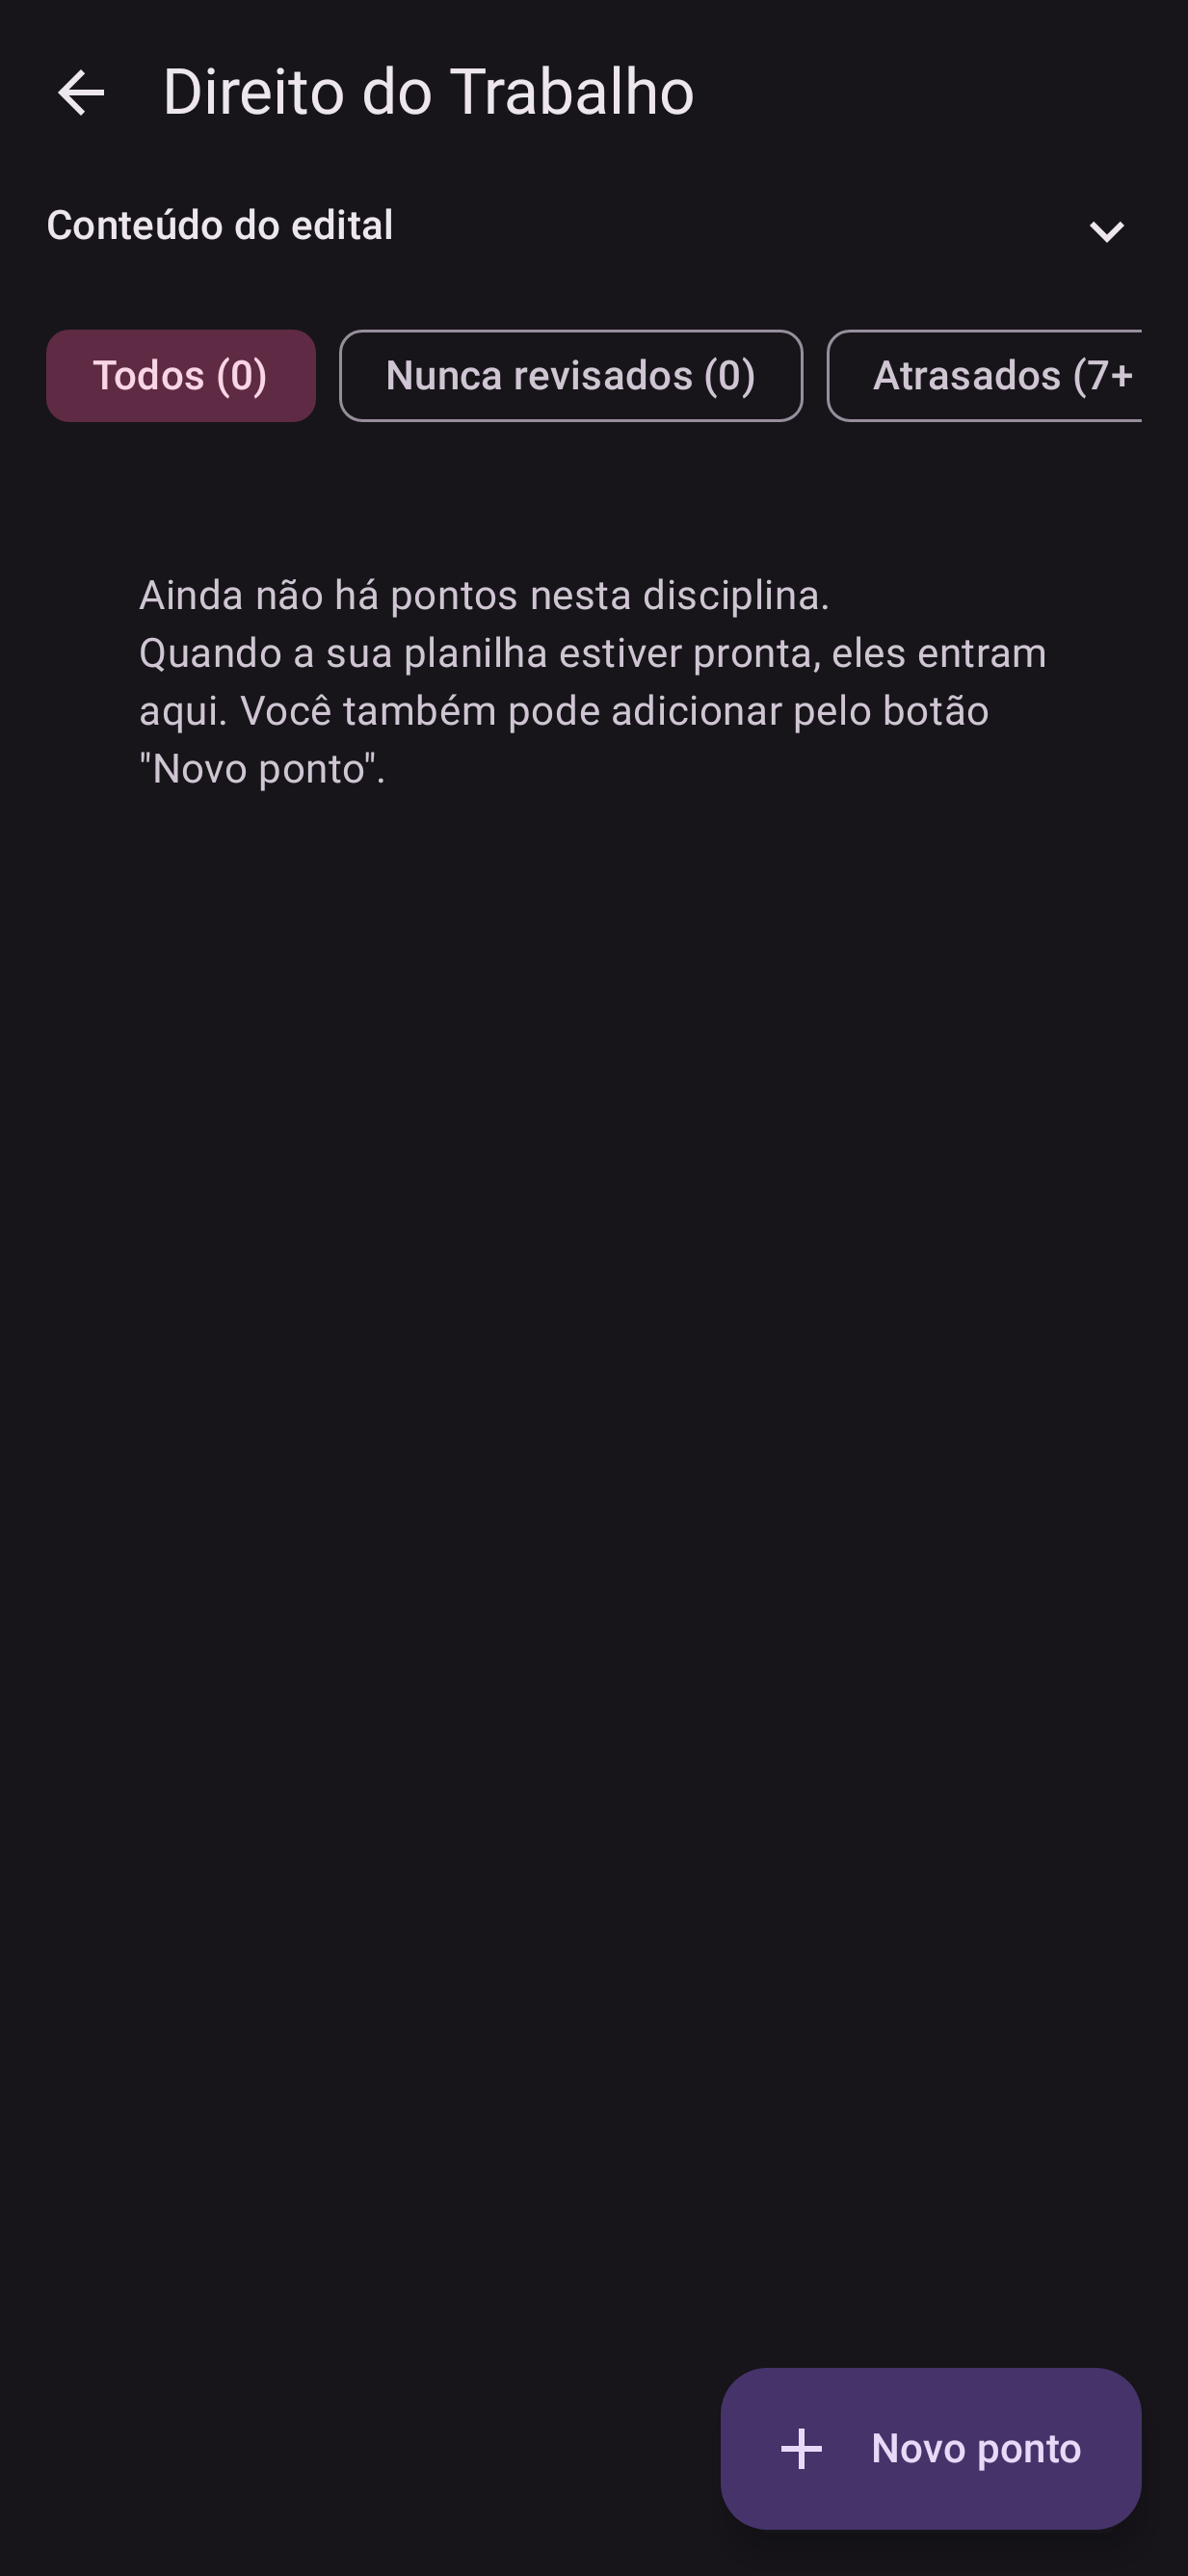 Direito do Trabalho
Conteúdo do edital
Todos (0)
Nunca revisados (0)
Atrasados (7+
Ainda não há pontos nesta disciplina.
Quando a sua planilha estiver pronta, eles entram
aqui. Você também pode adicionar pelo botão
"Novo ponto".
Novo ponto